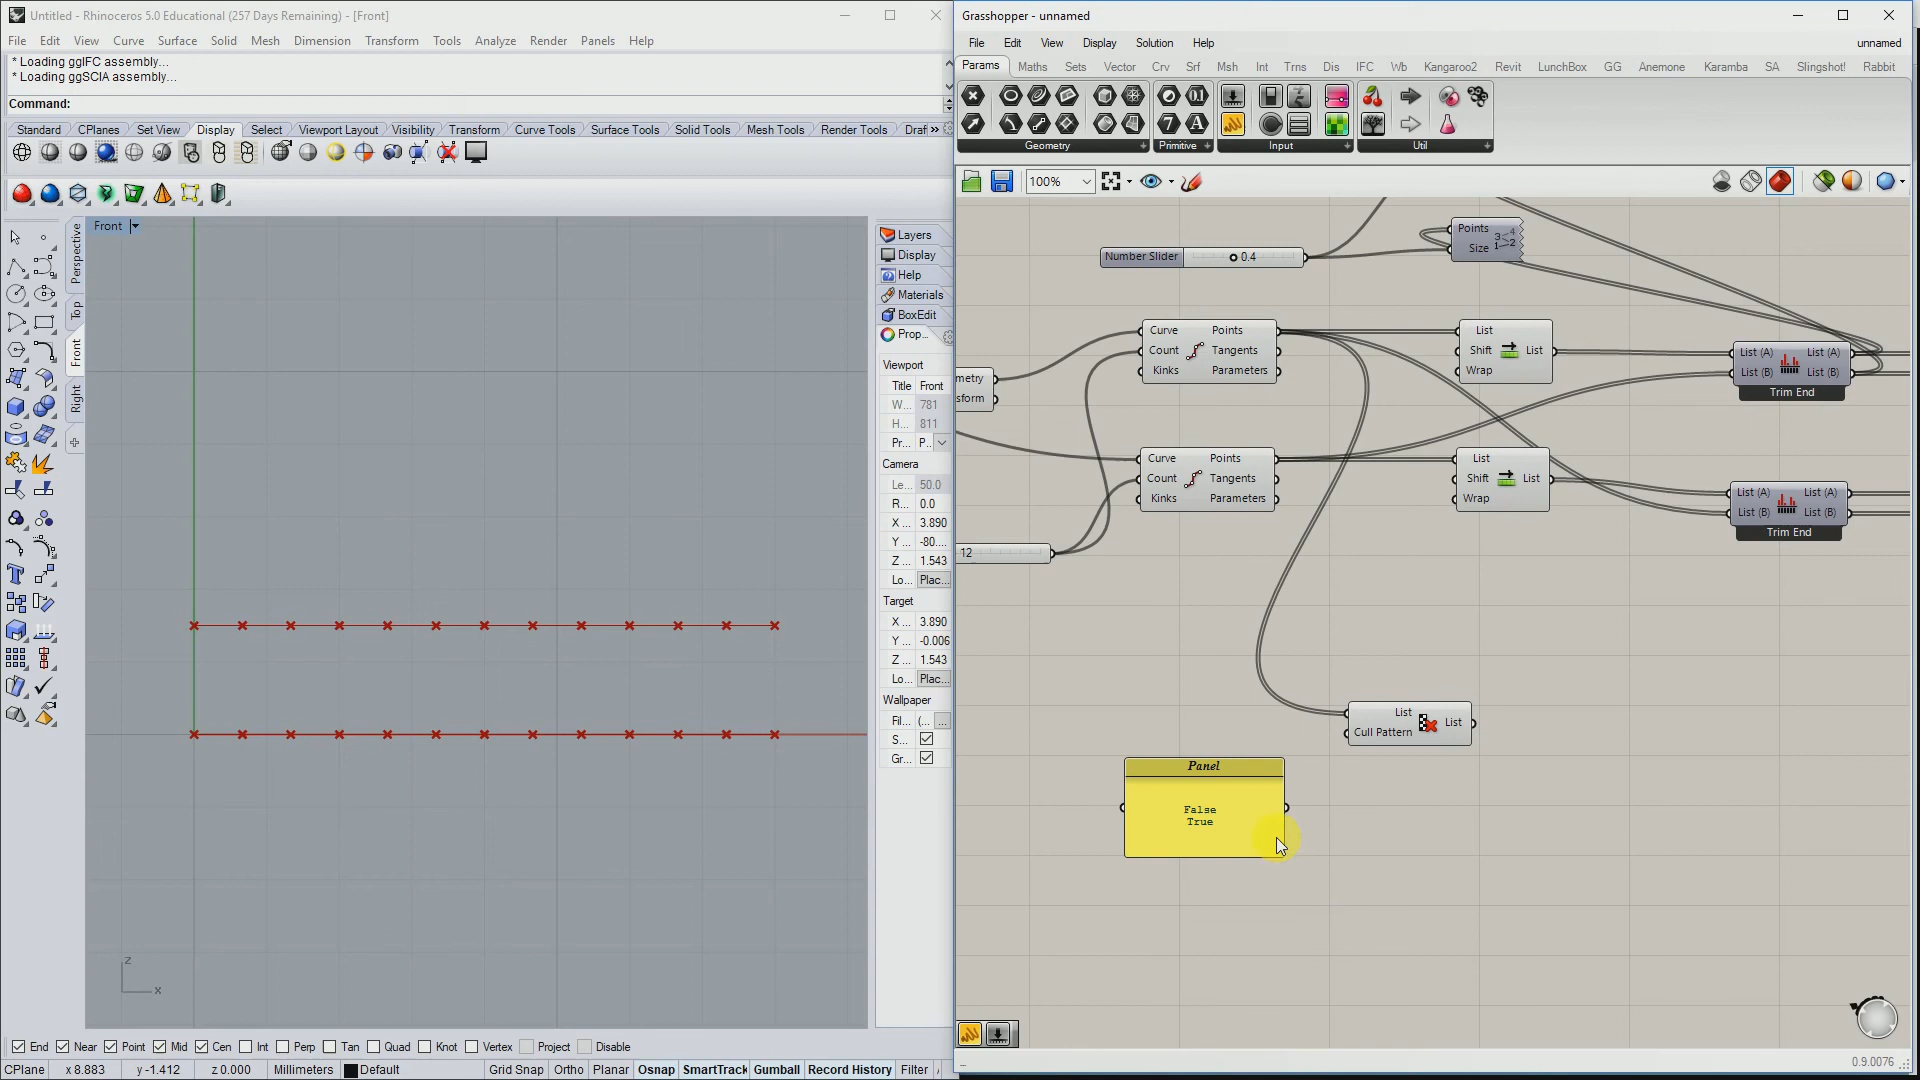 Untitled - Rhinoceros 5.0 Educational (257 Days Remaining) - [Front]
File Edit View Curve Surface Solid Mesh Dimension Transform Tools Analyze Render Panels Help
* Loading ggIFC assembly...
* Loading ggSCIA assembly...
Command:
Standard CPlanes Set View Display Select Viewport Layout Visibility Transform Curve Tools Surface Tools Solid Tools Mesh Tools Render Tools Draf »
Front
Perspective
Top
Front
Right
z
x
Layers
Display
Help
Materials
BoxEdit
Prop...
Viewport
Title Front
W... 781
H... 811
Pr... P..
Camera
Le... 50.0
R... 0.0
X ... 3.890
Y ... -80....
Z ... 1.543
Lo... Plac...
Target
X ... 3.890
Y ... -0.006
Z ... 1.543
Lo... Plac...
Wallpaper
Fil... (... ...
S...
Gr...
End Near Point Mid Cen Int Perp Tan Quad Knot Vertex Project Disable
CPlane x 8.883 y -1.412 z 0.000 Millimeters Default Grid Snap Ortho Planar Osnap SmartTrack Gumball Record History Filter
Grasshopper - unnamed
File Edit View Display Solution Help unnamed
Params Maths Sets Vector Crv Srf Msh Int Trns Dis IFC Wb Kangaroo2 Revit LunchBox GG Anemone Karamba SA Slingshot! Rabbit
Geometry Primitive Input Util
100%
Number Slider 0.4
Points
Size
3 4
1 2
Curve Points
Count Tangents
Kinks Parameters
List
Shift List
Wrap
List (A) List (A)
List (B) List (B)
Trim End
metry
sform
Curve Points
Count Tangents
Kinks Parameters
List
Shift List
Wrap
List (A) List (A)
List (B) List (B)
Trim End
12
List
Cull Pattern
List
Panel
False
True
0.9.0076